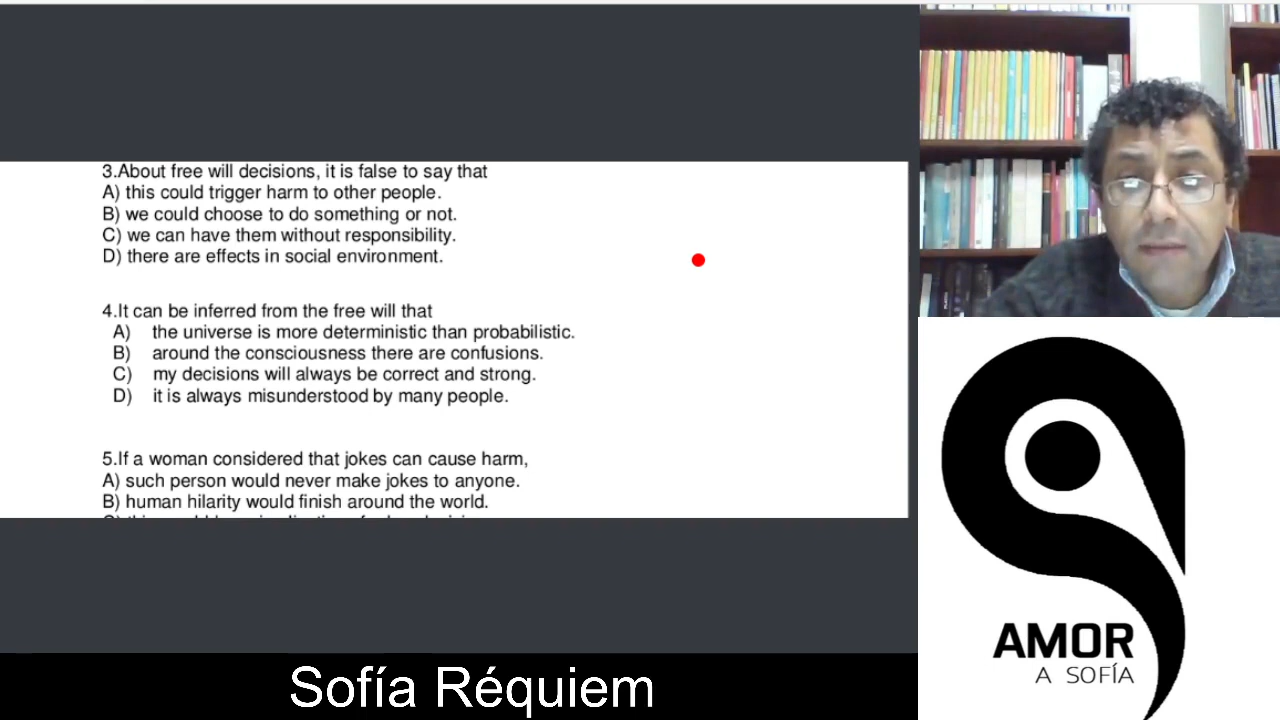 3.About free will decisions, it is false to say that
A) this could trigger harm to other people.
B) we could choose to do something or not.
C) we can have them without responsibility.
D) there are effects in social environment.
4.It can be inferred from the free will that
A) the universe is more deterministic than probabilistic.
B) around the consciousness there are confusions.
C) my decisions will always be correct and strong.
D) it is always misunderstood by many people.
5.If a woman considered that jokes can cause harm,
A) such person would never make jokes to anyone.
B) human hilarity would finish around the world.
Sofía Réquiem
AMOR
A SOFÍA